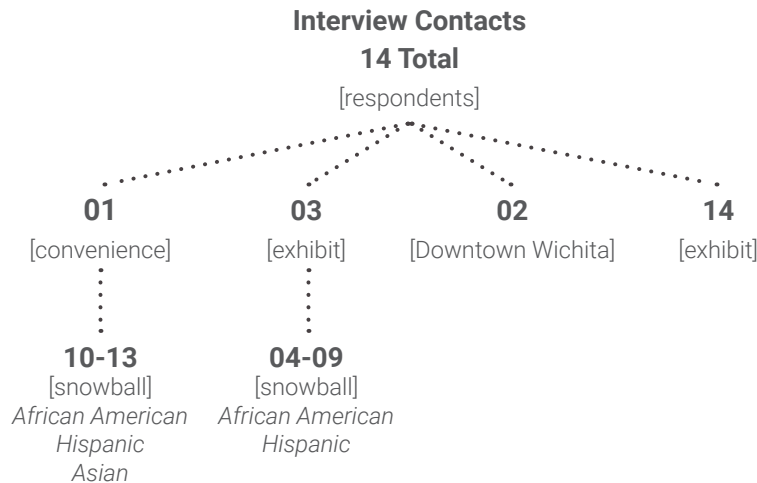 Interview Contacts
14 Total
[respondents]
01
03
02
14
[convenience]
[exhibit]
[Downtown Wichita]
[exhibit]
10-13
04-09
[snowball]
[snowball]
African American
African American
Hispanic
Hispanic
Asian